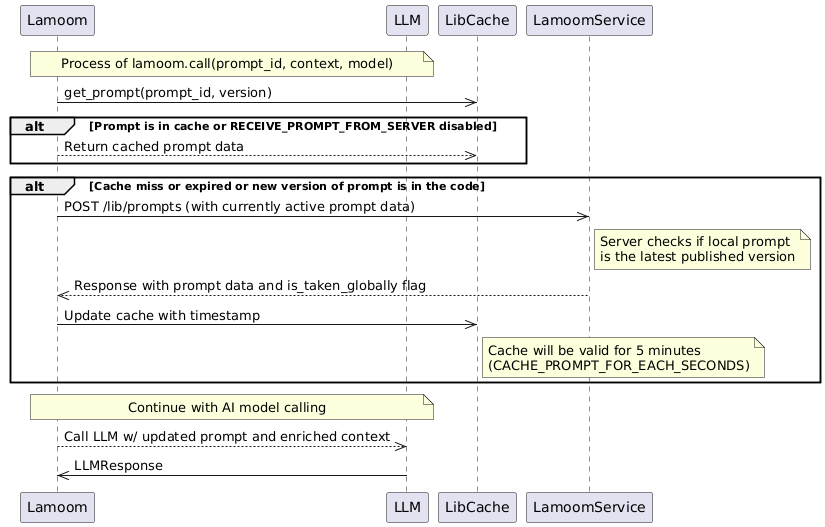 Lamoom LLM LibCache LamoomService
Process of lamoom.call(prompt_id, context, model)
get_prompt(prompt_id, version)
alt [Prompt is in cache or RECEIVE_PROMPT_FROM_SERVER disabled]
Return cached prompt data
alt [Cache miss or expired or new version of prompt is in the code]
POST /lib/prompts (with currently active prompt data)
Server checks if local prompt
is the latest published version
Response with prompt data and is_taken_globally flag
Update cache with timestamp
Cache will be valid for 5 minutes
(CACHE_PROMPT_FOR_EACH_SECONDS)
Continue with AI model calling
Call LLM w/ updated prompt and enriched context
LLMResponse
Lamoom LLM LibCache LamoomService